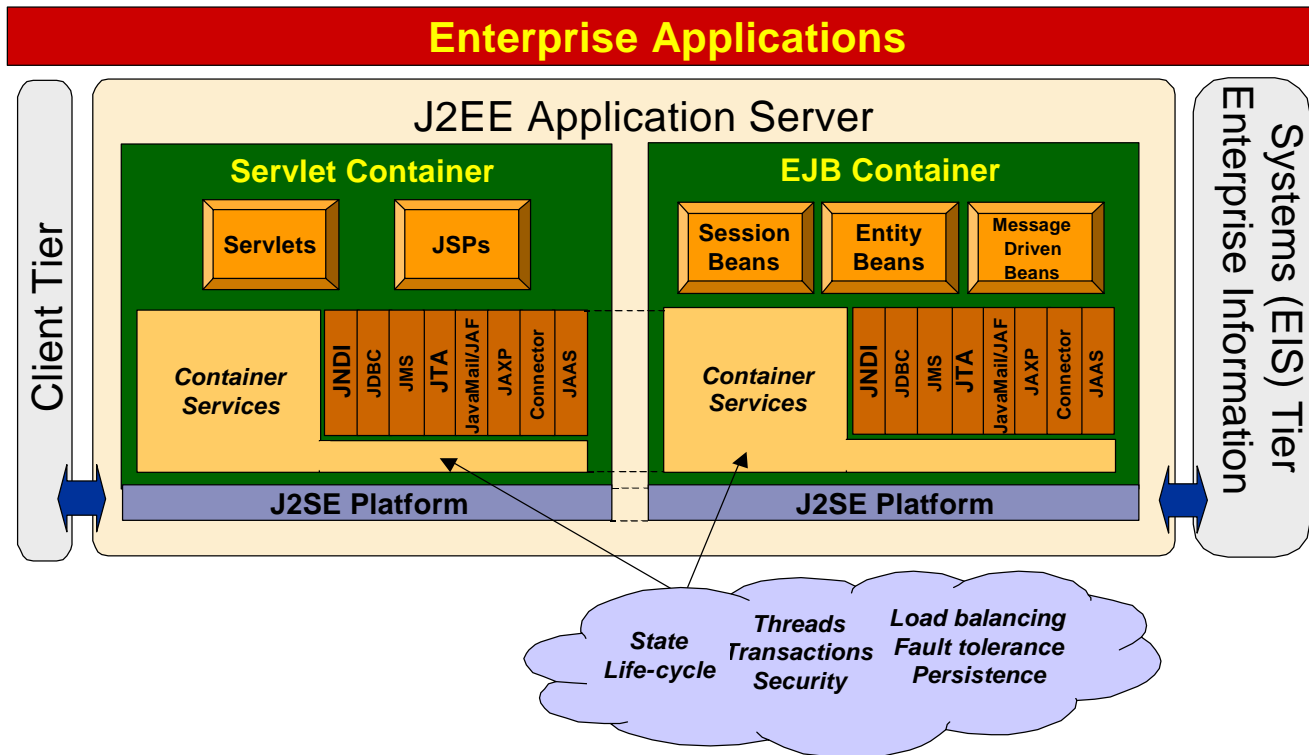 Enterprise Applications
Client Tier
J2EE Application Server
Servlet Container
Servlets
JSPs
Container
Services
JNDI
JDBC
JMS
JTA
JavaMail/JAF
JAXP
Connector
JAAS
J2SE Platform
EJB Container
Session
Beans
Entity
Beans
Message
Driven
Beans
Container
Services
JNDI
JDBC
JMS
JTA
JavaMail/JAF
JAXP
Connector
JAAS
J2SE Platform
Enterprise Information
Systems (EIS) Tier
State
Life-cycle
Threads
Transactions
Security
Load balancing
Fault tolerance
Persistence